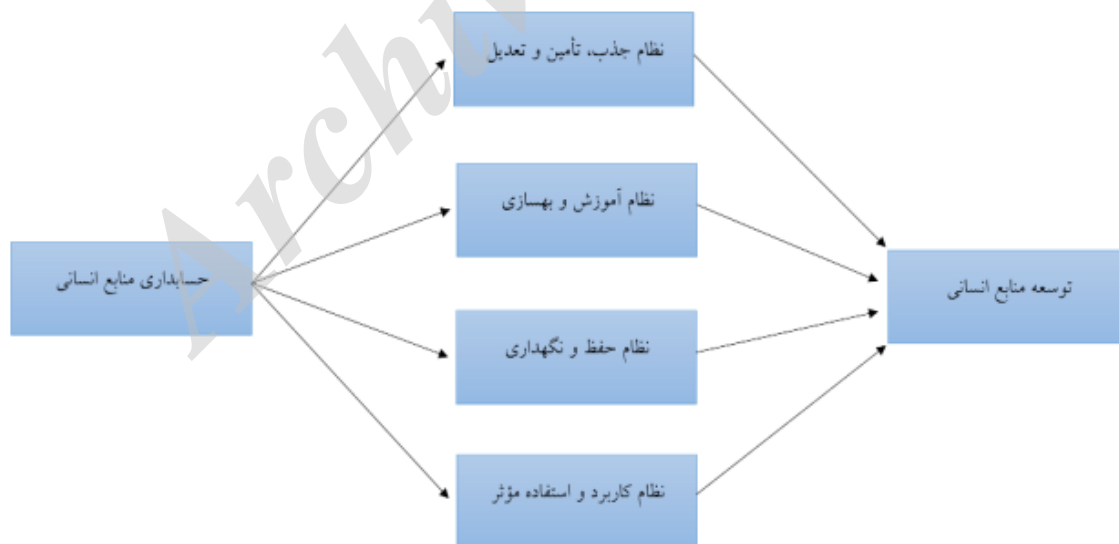 نظام جذب، تأمین و تعدیل
نظام آموزش و بهسازی
حسابداری منابع انسانی
توسعه منابع انسانی
نظام حفظ و نگهداری
نظام کاربرد و استفاده مؤثر